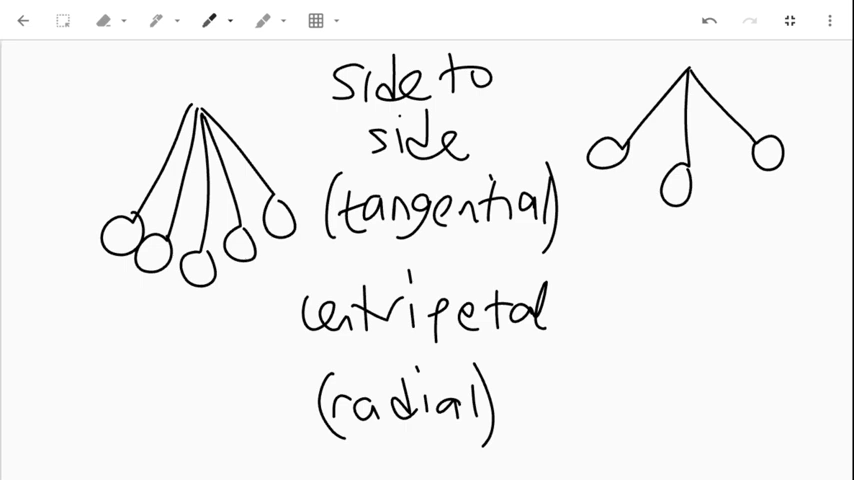 side to
side
(tangential)
centripetal
(radial)